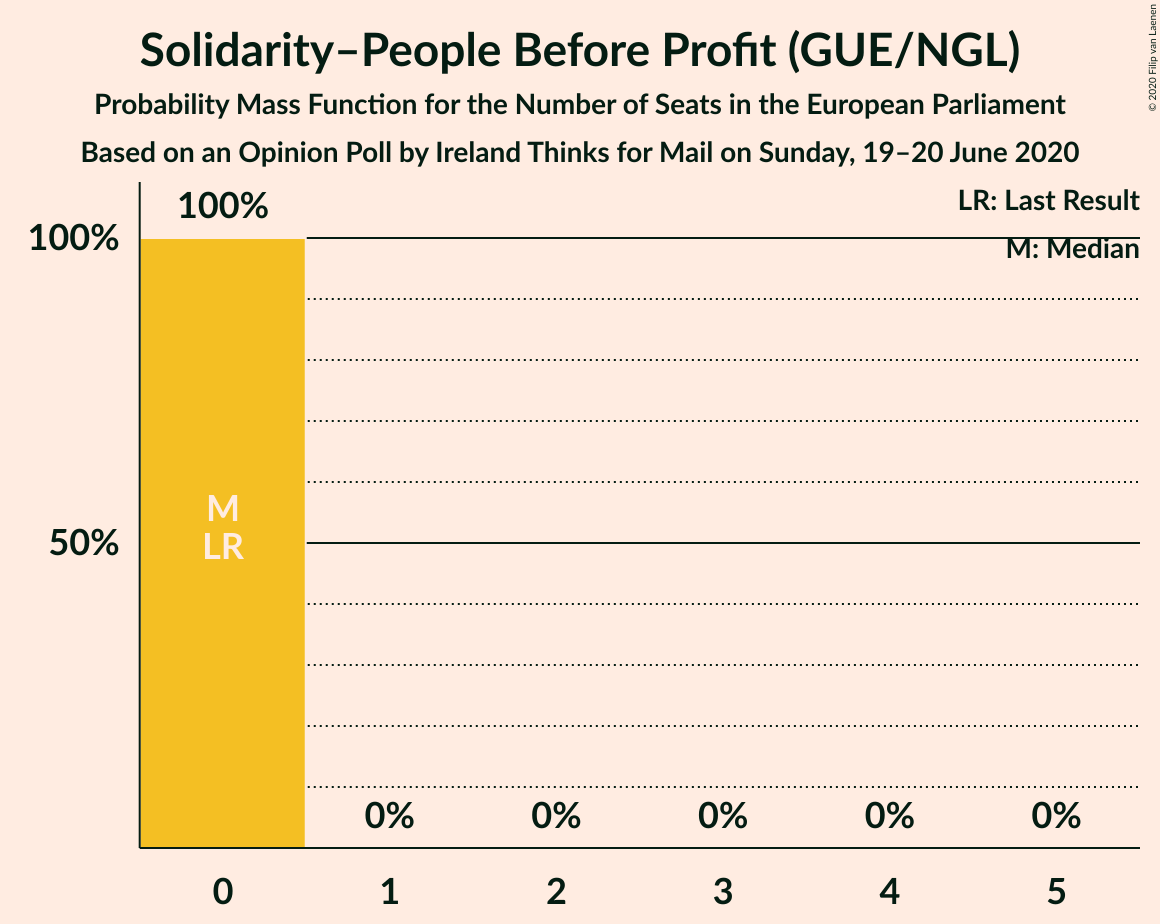 Solidarity–People Before Profit (GUE/NGL)
Probability Mass Function for the Number of Seats in the European Parliament
Based on an Opinion Poll by Ireland Thinks for Mail on Sunday, 19–20 June 2020
© 2020 Filip van Laenen
LR: Last Result
M: Median
100%
100%
50%
M
LR
0% 0% 0% 0% 0%
0 1 2 3 4 5